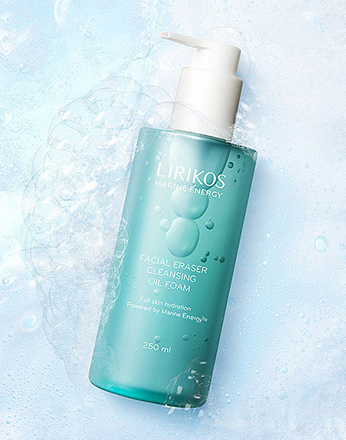 LIRIKOS
MARINE ENERGY
FACIAL ERASER
CLEANSING
OIL FOAM
Full skin hydration
Powered by Marine Energy™
250 ml